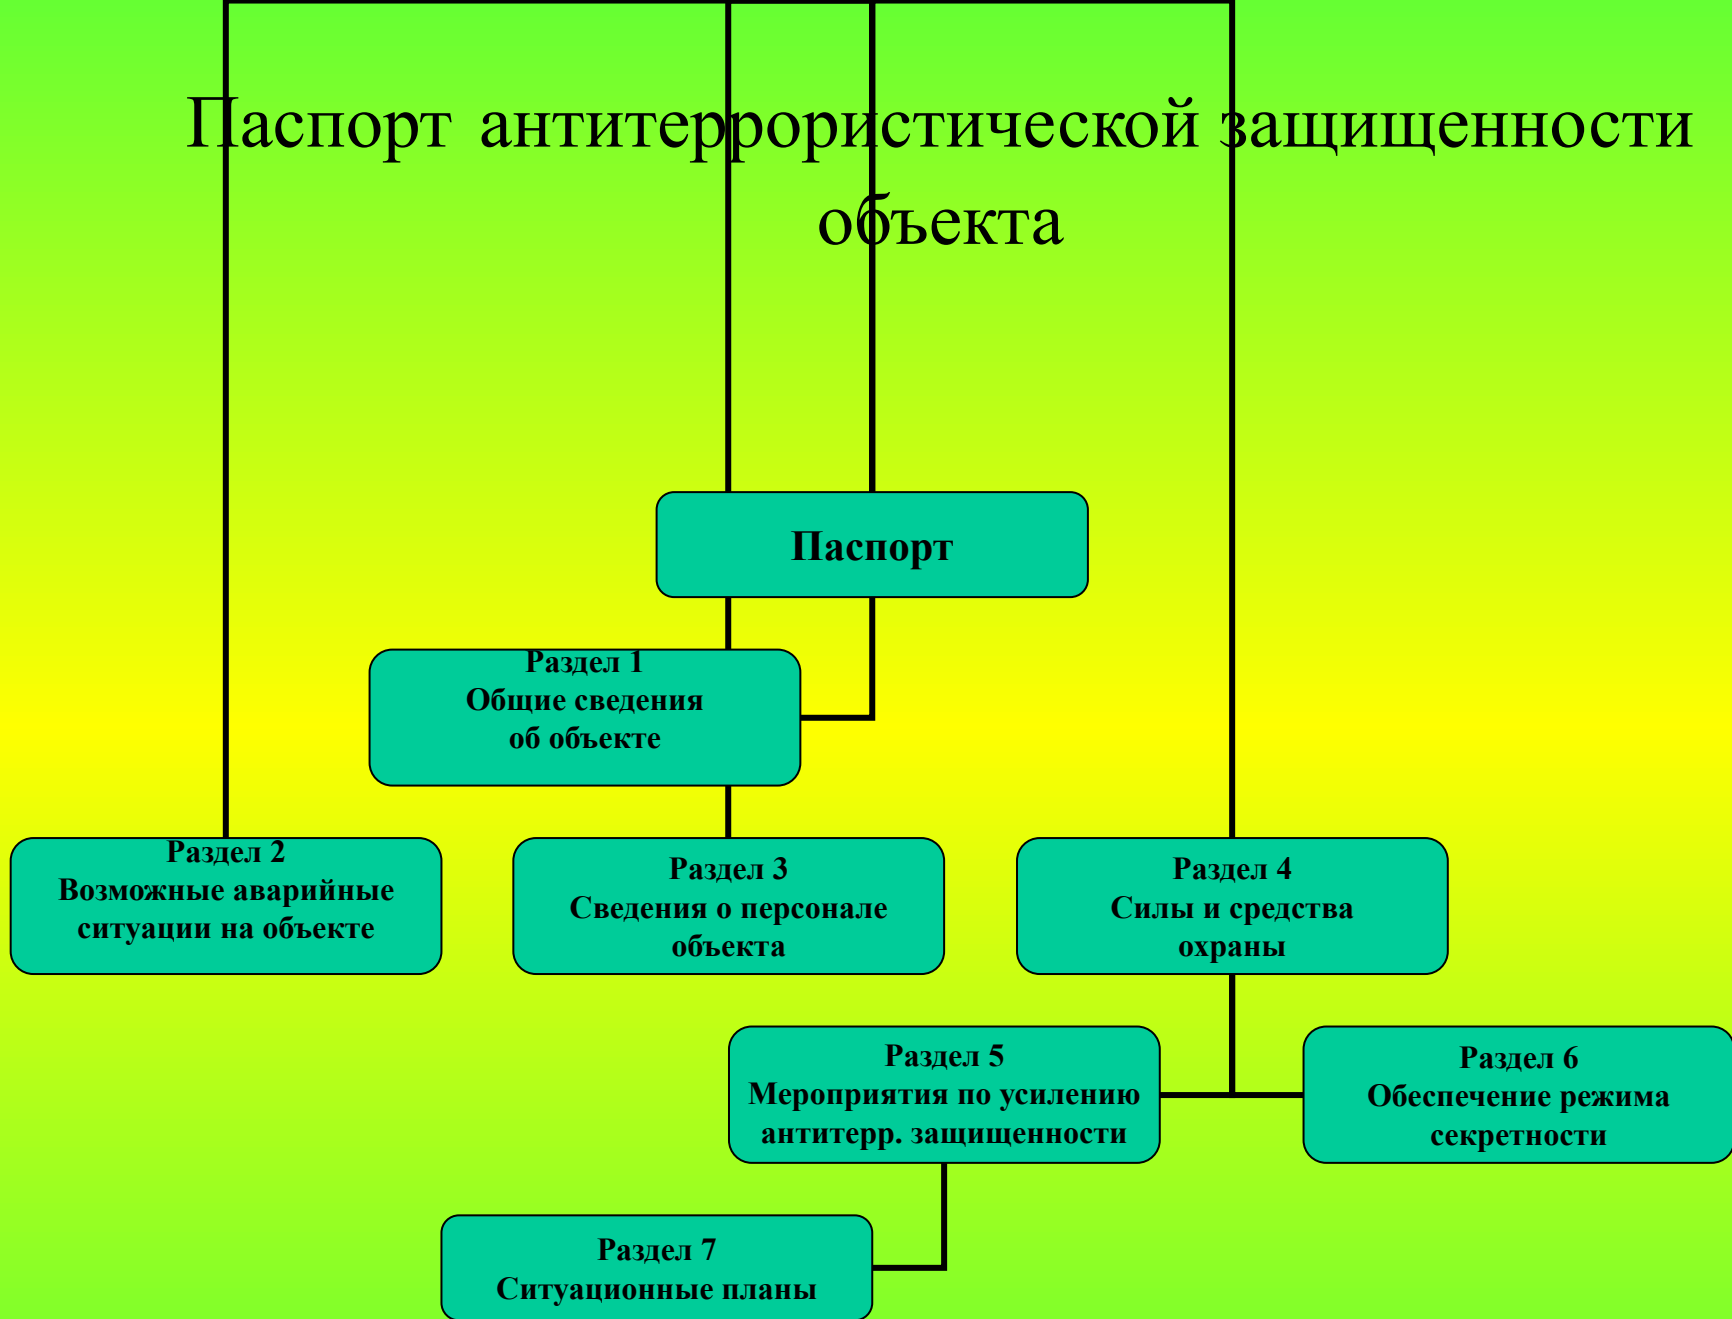 Паспорт антитеррористической защищенности
объекта
Паспорт
Раздел 1
Общие сведения
об объекте
Раздел 2
Возможные аварийные
ситуации на объекте
Раздел 3
Сведения о персонале
объекта
Раздел 4
Силы и средства
охраны
Раздел 5
Мероприятия по усилению
антитерр. защищенности
Раздел 6
Обеспечение режима
секретности
Раздел 7
Ситуационные планы